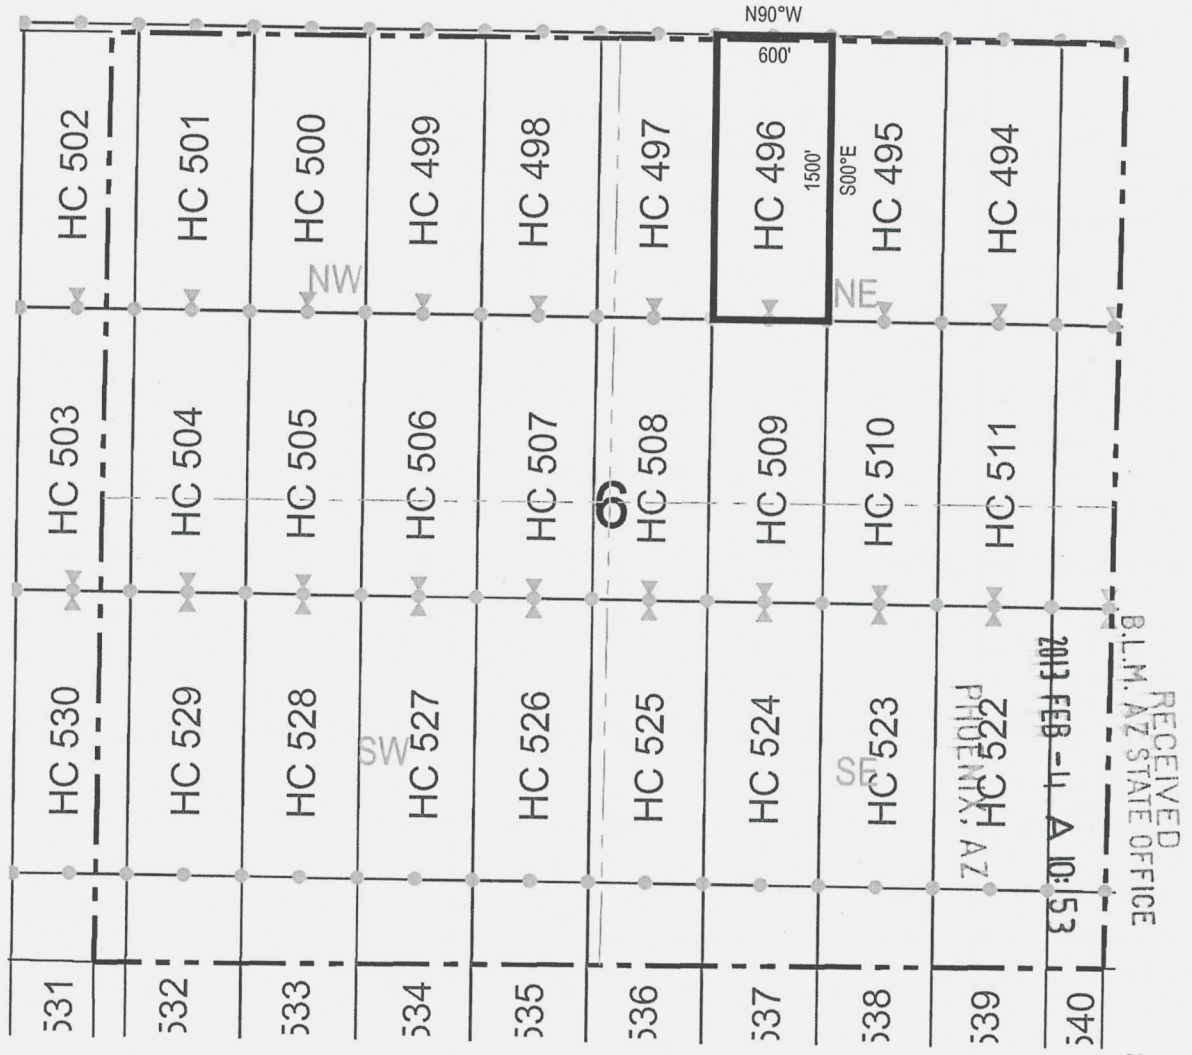 N90°W
600'
HC 502
HC 501
HC 500
HC 499
HC 498
HC 497
HC 496
1500'
S00°E
HC 495
HC 494
NW
NE
HC 503
HC 504
HC 505
HC 506
HC 507
6
HC 508
HC 509
HC 510
HC 511
HC 530
HC 529
HC 528
SW
HC 527
HC 526
HC 525
HC 524
SE
HC 523
HC 522
RECEIVED
B.L.M. AZ STATE OFFICE
2013 FEB -4 A 10:53
PHOENIX, AZ
531
532
533
534
535
536
537
538
539
540